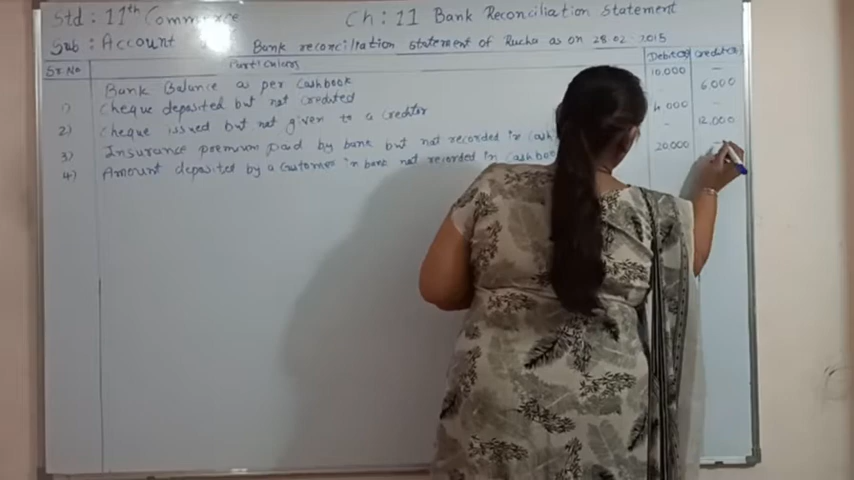 Std : 11th Commerce Ch : 11 Bank Reconciliation Statement
Sub : Account Bank reconciliation statement of Rucha as on 28.02.2015
Sr No Particulars Debitor Creditor
Bank Balance as per Cashbook 10,000 -
1) Cheque deposited but not Credited - 6000
2) Cheque issued but not given to a Creditor 4,000 -
3) Insurance premium paid by bank but not recorded in Cash - 12,000
4) Amount deposited by a Customer in bank not recorded in Cashboo 20,000 -